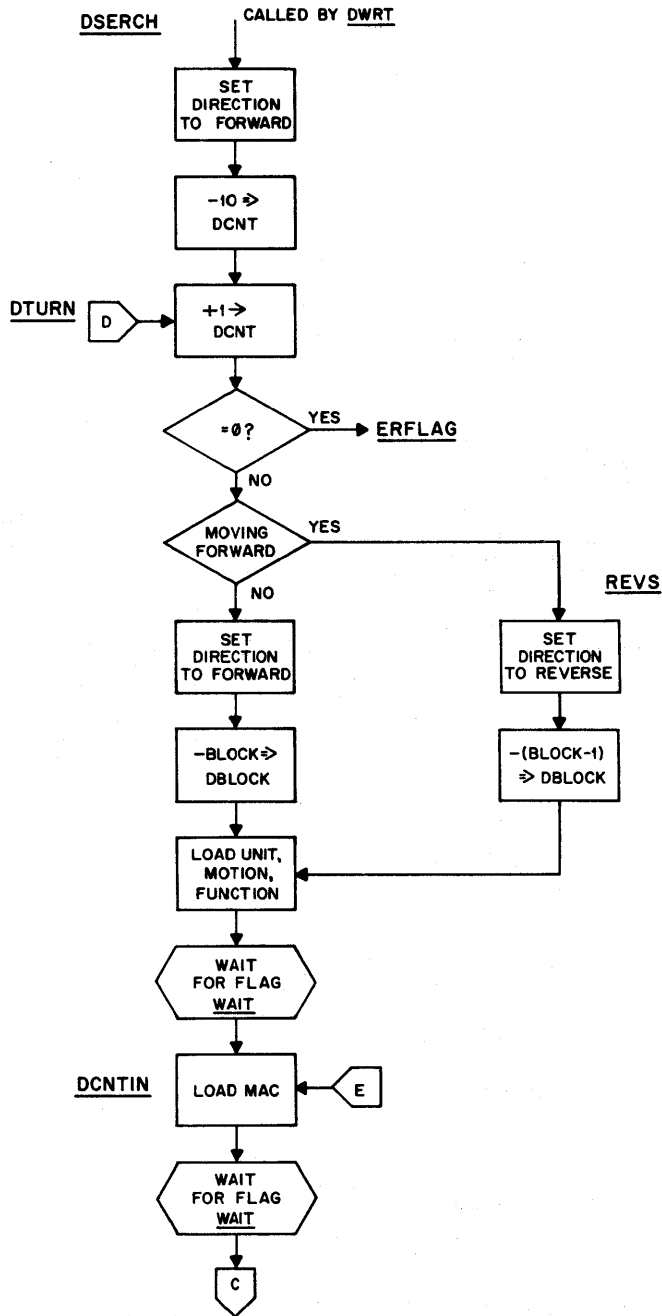 DSERCH
CALLED BY DWRT
SET
DIRECTION
TO FORWARD
-10 ⇒
DCNT
DTURN
D
+1 →
DCNT
=0?
YES
ERFLAG
NO
MOVING
FORWARD
YES
NO
REVS
SET
DIRECTION
TO FORWARD
SET
DIRECTION
TO REVERSE
-BLOCK⇒
DBLOCK
-(BLOCK-1)
⇒ DBLOCK
LOAD UNIT,
MOTION,
FUNCTION
WAIT
FOR FLAG
WAIT
DCNTIN
LOAD MAC
E
WAIT
FOR FLAG
WAIT
C